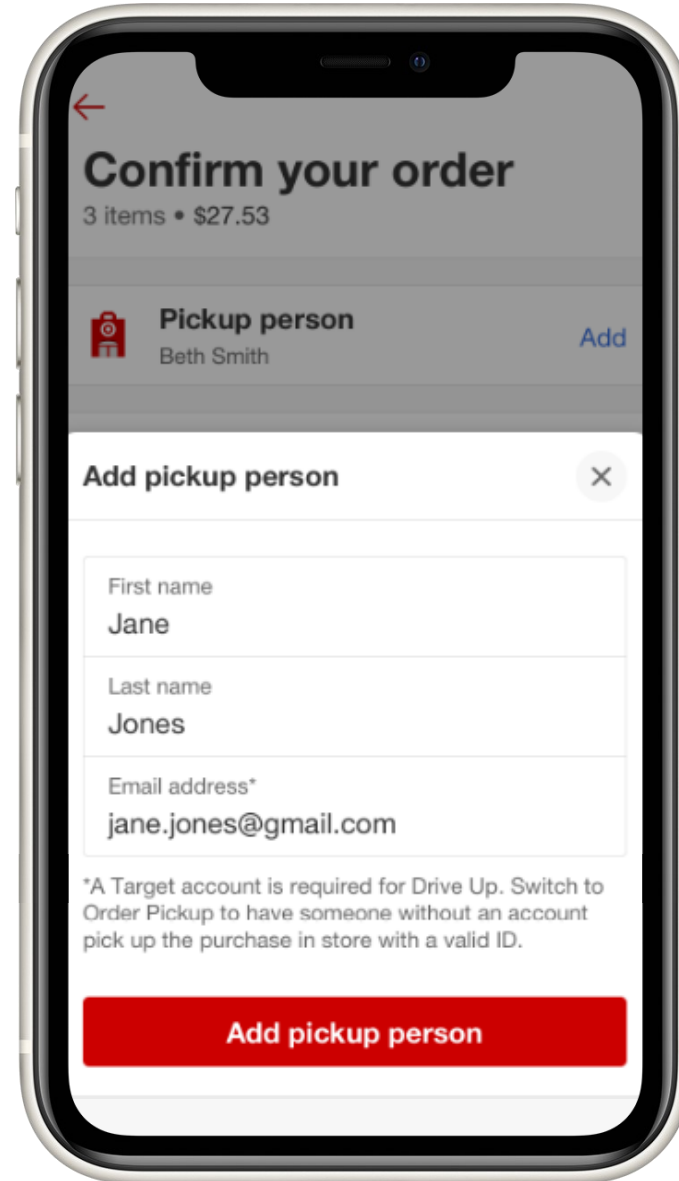 Confirm your order
3 items • $27.53
Pickup person
Beth Smith
Add
Add pickup person
First name
Jane
Last name
Jones
Email address*
jane.jones@gmail.com
*A Target account is required for Drive Up. Switch to
Order Pickup to have someone without an account
pick up the purchase in store with a valid ID.
Add pickup person